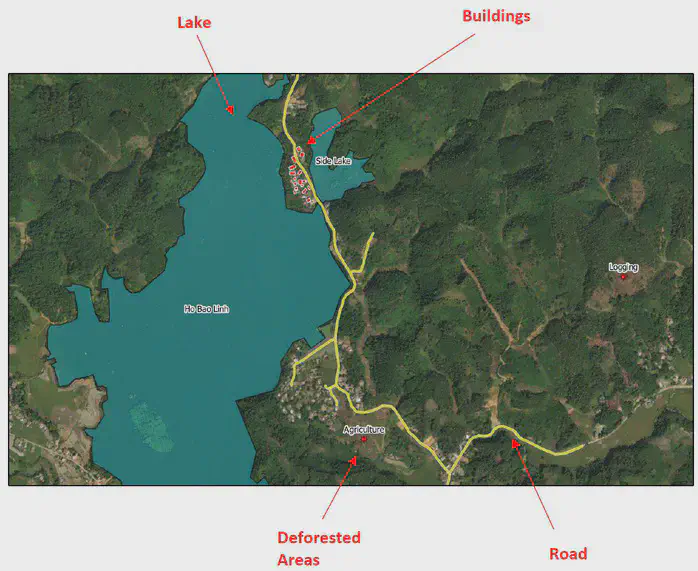 Buildings
Lake
Side Lake
Logging
Ho Bao Linh
Agriculture
Deforested
Areas
Road